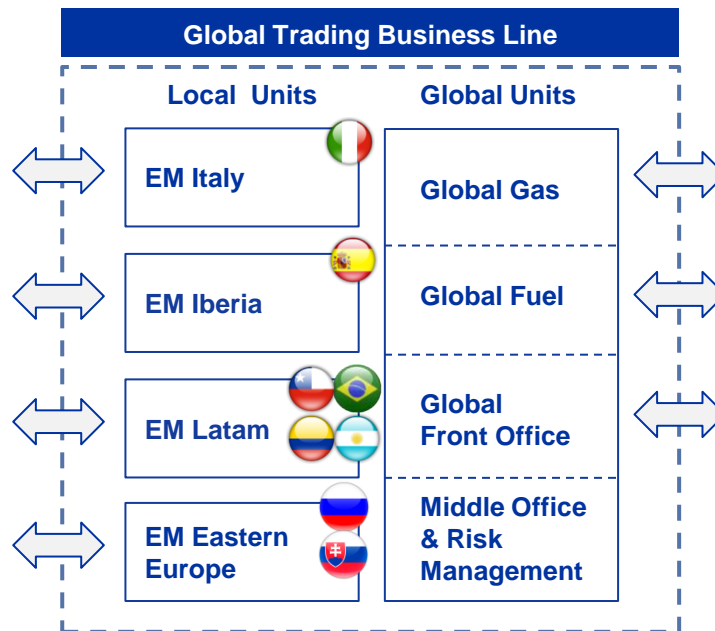 Global Trading Business Line
Local Units
Global Units
EM Italy
EM Iberia
EM Latam
EM Eastern
Europe
Global Gas
Global Fuel
Global
Front Office
Middle Office
& Risk
Management